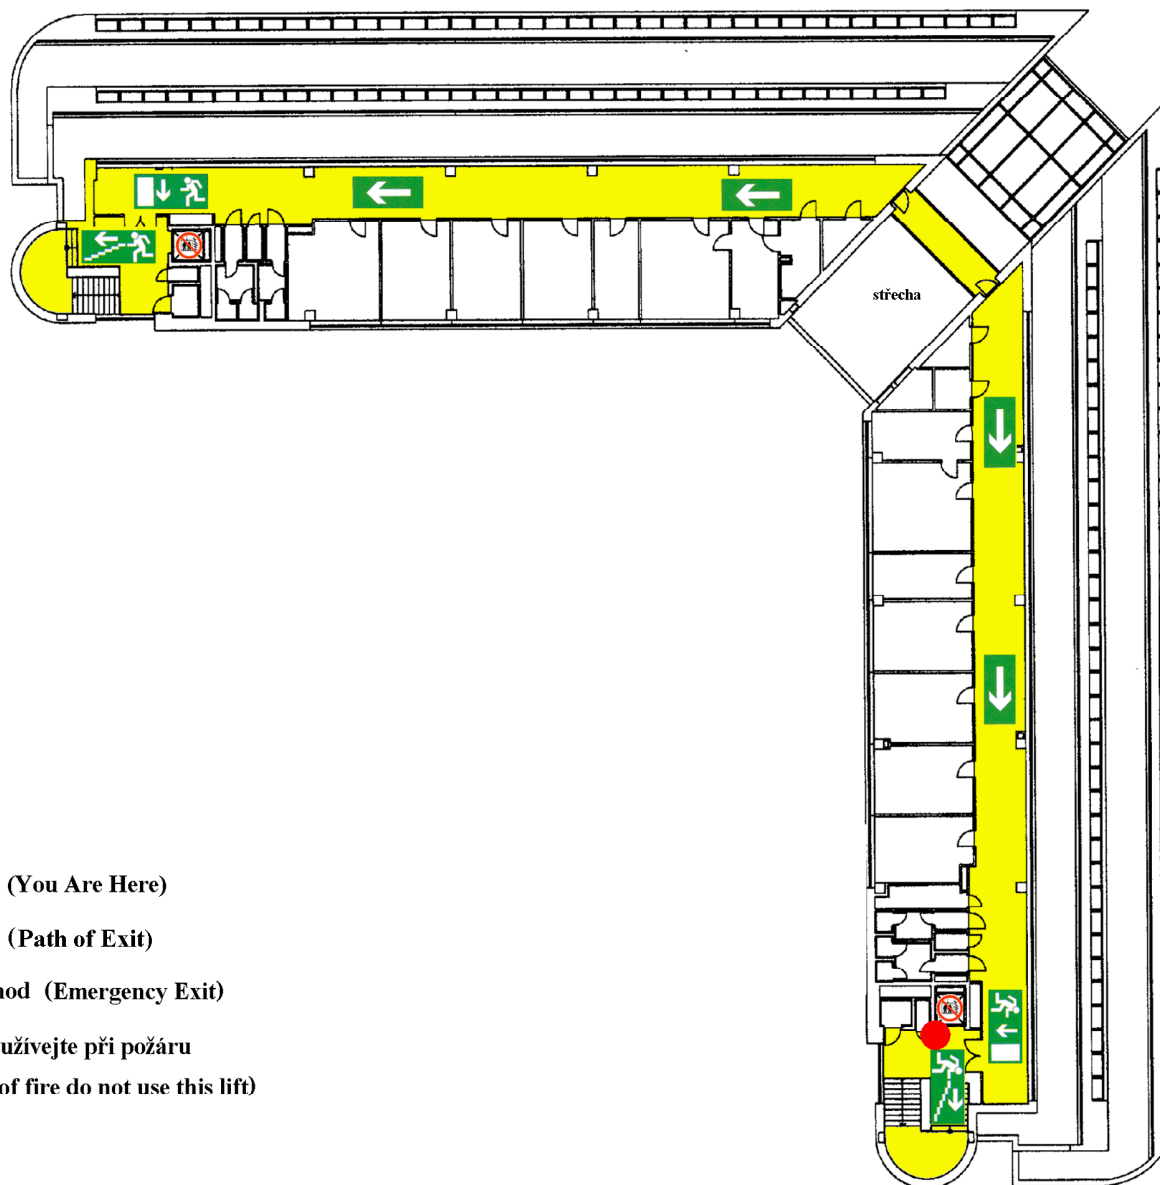 střecha
(You Are Here)
(Path of Exit)
hod (Emergency Exit)
užívejte při požáru
of fire do not use this lift)